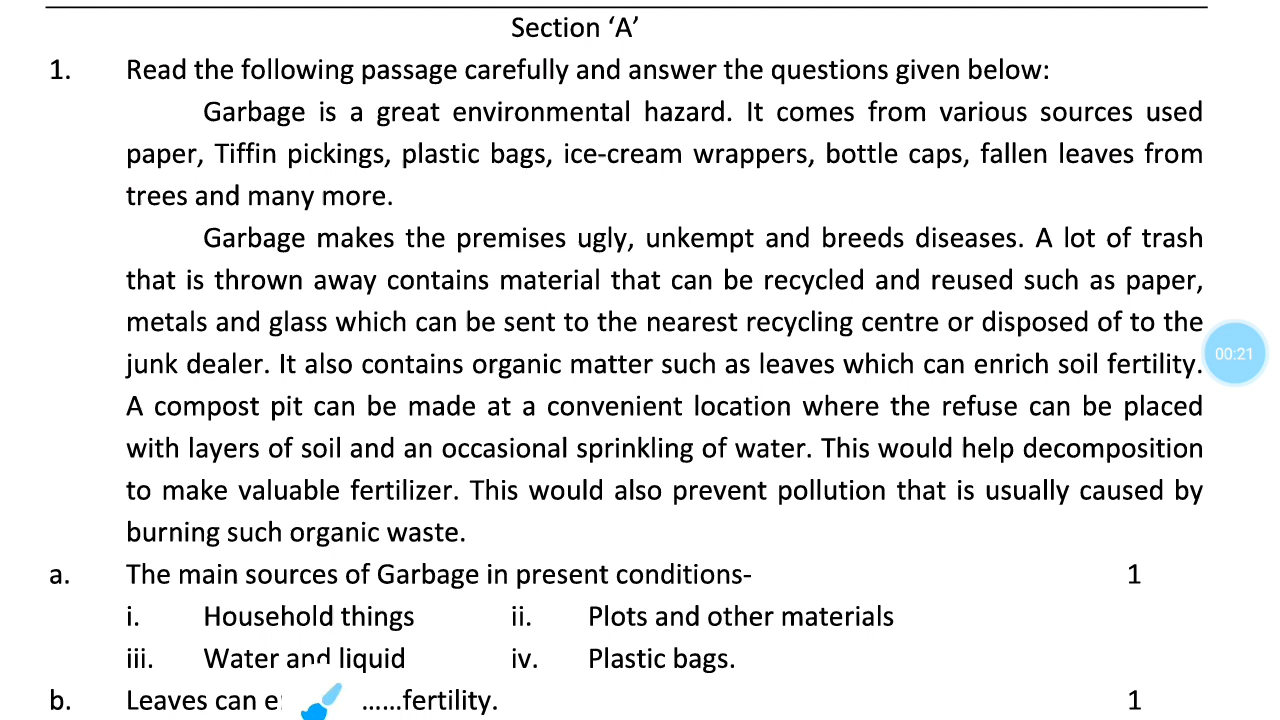 Section ‘A’
1. Read the following passage carefully and answer the questions given below:
Garbage is a great environmental hazard. It comes from various sources used
paper, Tiffin pickings, plastic bags, ice-cream wrappers, bottle caps, fallen leaves from
trees and many more.
Garbage makes the premises ugly, unkempt and breeds diseases. A lot of trash
that is thrown away contains material that can be recycled and reused such as paper,
metals and glass which can be sent to the nearest recycling centre or disposed of to the
junk dealer. It also contains organic matter such as leaves which can enrich soil fertility.
00:21
A compost pit can be made at a convenient location where the refuse can be placed
with layers of soil and an occasional sprinkling of water. This would help decomposition
to make valuable fertilizer. This would also prevent pollution that is usually caused by
burning such organic waste.
a. The main sources of Garbage in present conditions- 1
i. Household things ii. Plots and other materials
iii. Water and liquid iv. Plastic bags.
b. Leaves can ......fertility. 1